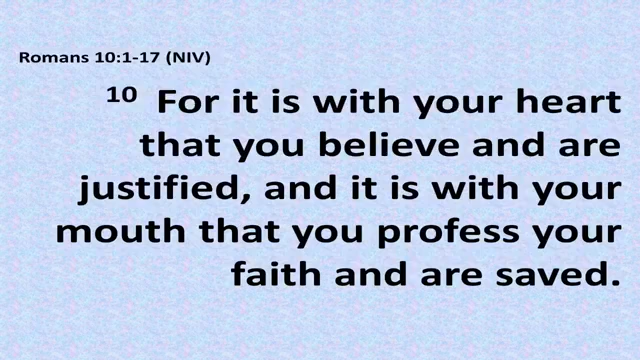 Romans 10:1-17 (NIV)
10 For it is with your heart
that you believe and are
justified, and it is with your
mouth that you profess your
faith and are saved.